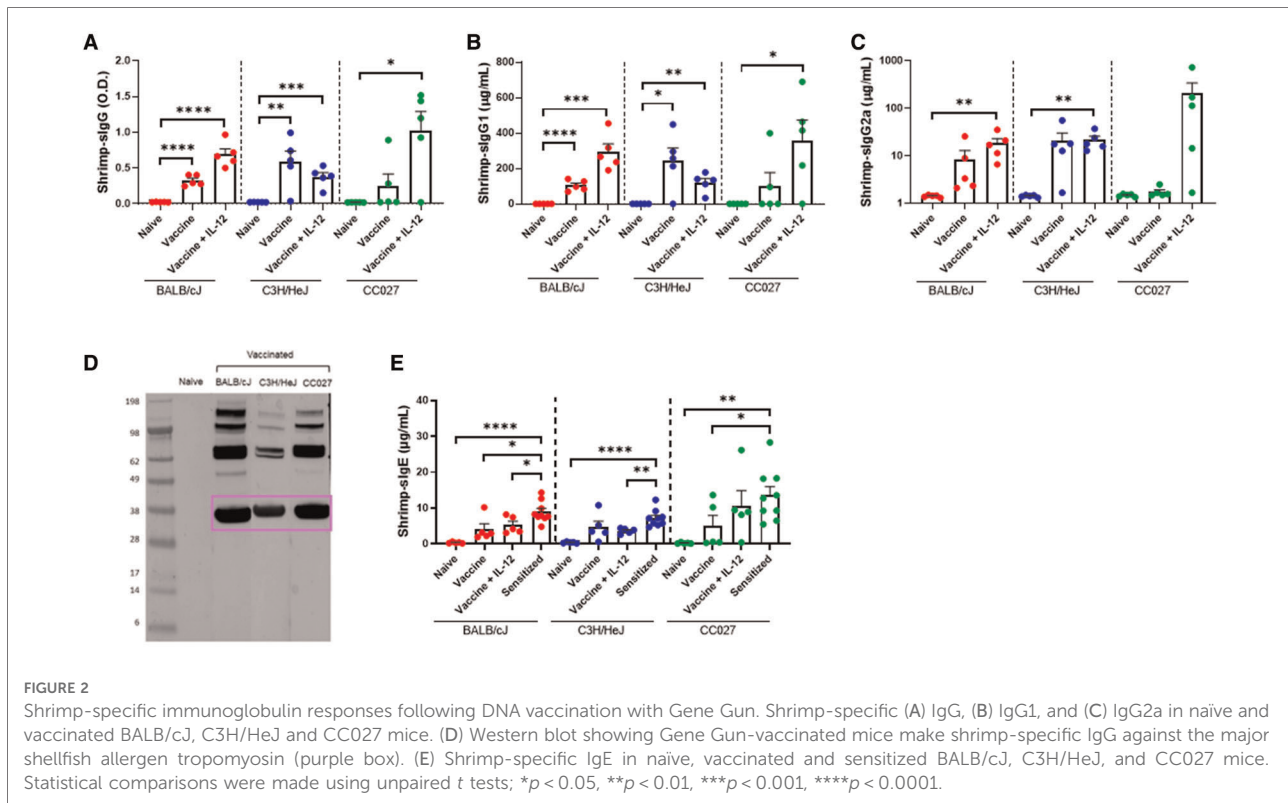 A
Shrimp-sIgG (O.D.)
2.0
1.5
1.0
0.5
0.0
****
****
***
**
*
Naive
Vaccine
Vaccine + IL-12
Naive
Vaccine
Vaccine + IL-12
Naive
Vaccine
Vaccine + IL-12
BALB/cJ
C3H/HeJ
CC027
B
Shrimp-sIgG1 (µg/mL)
800
600
400
200
0
***
****
**
*
*
Naive
Vaccine
Vaccine + IL-12
Naive
Vaccine
Vaccine + IL-12
Naive
Vaccine
Vaccine + IL-12
BALB/cJ
C3H/HeJ
CC027
C
Shrimp-sIgG2a (µg/mL)
1000
100
10
1
**
**
Naive
Vaccine
Vaccine + IL-12
Naive
Vaccine
Vaccine + IL-12
Naive
Vaccine
Vaccine + IL-12
BALB/cJ
C3H/HeJ
CC027
D
Vaccinated
Naive BALB/cJ C3H/HeJ CC027
198
98
62
49
38
28
17
14
6
E
Shrimp-sIgE (µg/mL)
40
30
20
10
0
****
*
*
****
**
**
*
Naive
Vaccine
Vaccine + IL-12
Sensitized
Naive
Vaccine
Vaccine + IL-12
Sensitized
Naive
Vaccine
Vaccine + IL-12
Sensitized
BALB/cJ
C3H/HeJ
CC027
FIGURE 2
Shrimp-specific immunoglobulin responses following DNA vaccination with Gene Gun. Shrimp-specific (A) IgG, (B) IgG1, and (C) IgG2a in naïve and
vaccinated BALB/cJ, C3H/HeJ and CC027 mice. (D) Western blot showing Gene Gun-vaccinated mice make shrimp-specific IgG against the major
shellfish allergen tropomyosin (purple box). (E) Shrimp-specific IgE in naïve, vaccinated and sensitized BALB/cJ, C3H/HeJ, and CC027 mice.
Statistical comparisons were made using unpaired t tests; *p < 0.05, **p < 0.01, ***p < 0.001, ****p < 0.0001.